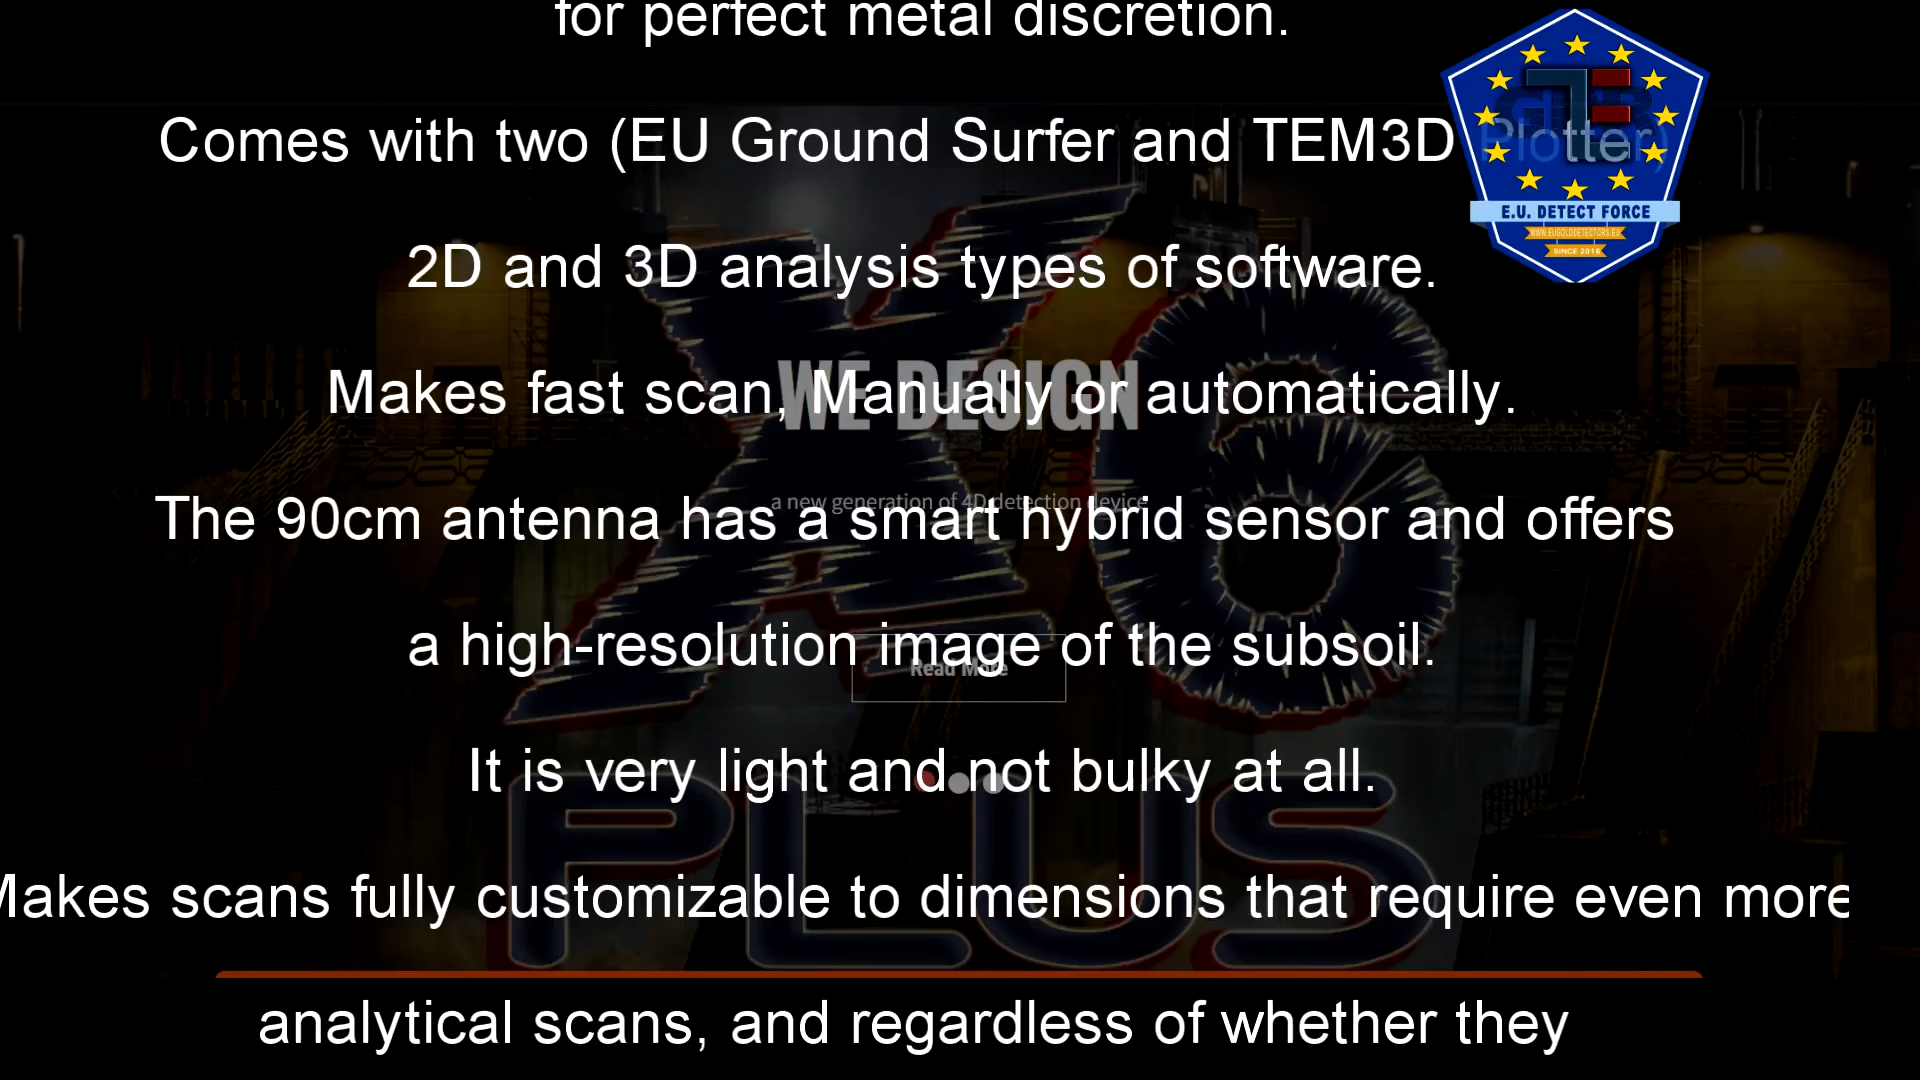 for perfect metal discretion.
Comes with two (EU Ground Surfer and TEM3D Plotter)
2D and 3D analysis types of software.
Makes fast scan, Manually or automatically.
The 90cm antenna has a smart hybrid sensor and offers
a high-resolution image of the subsoil.
It is very light and not bulky at all.
Makes scans fully customizable to dimensions that require even more
analytical scans, and regardless of whether they
E.U. DETECT FORCE
WWW.EUGOLDDETECTORS.EU
SINCE 2016
WE DESIGN
a new generation of 4D detection device
Read More
X6
PLUS